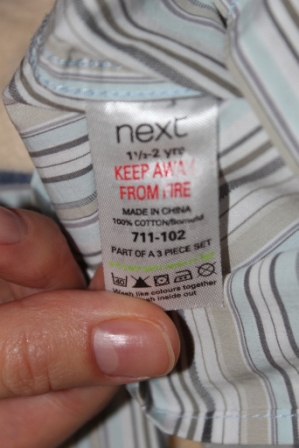 next
1½-2 yrs
KEEP AWAY
FROM FIRE
MADE IN CHINA
100% COTTON/
711-102
PART OF A 3 PIECE SET
Wash like colours together
inside out